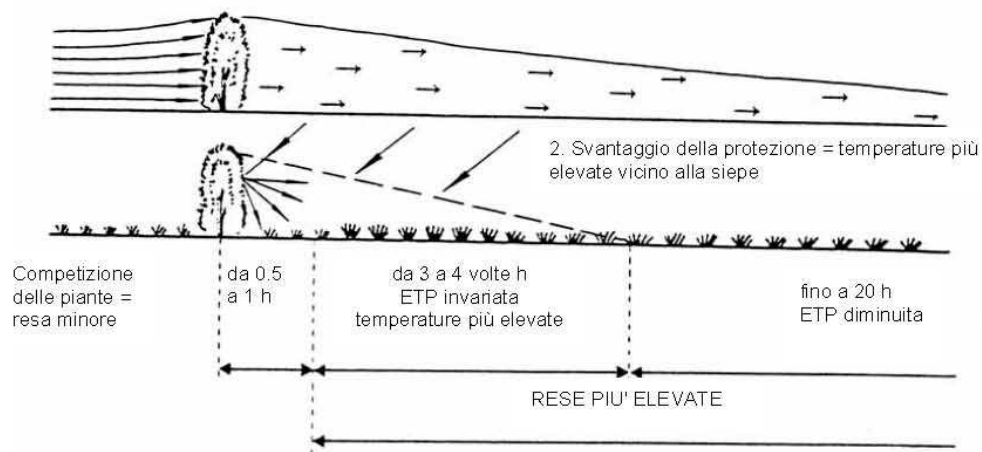 2. Svantaggio della protezione = temperature più
elevate vicino alla siepe
Competizione
delle piante =
resa minore
da 0.5
a 1 h
da 3 a 4 volte h
ETP invariata
temperature più elevate
fino a 20 h
ETP diminuita
RESE PIU' ELEVATE